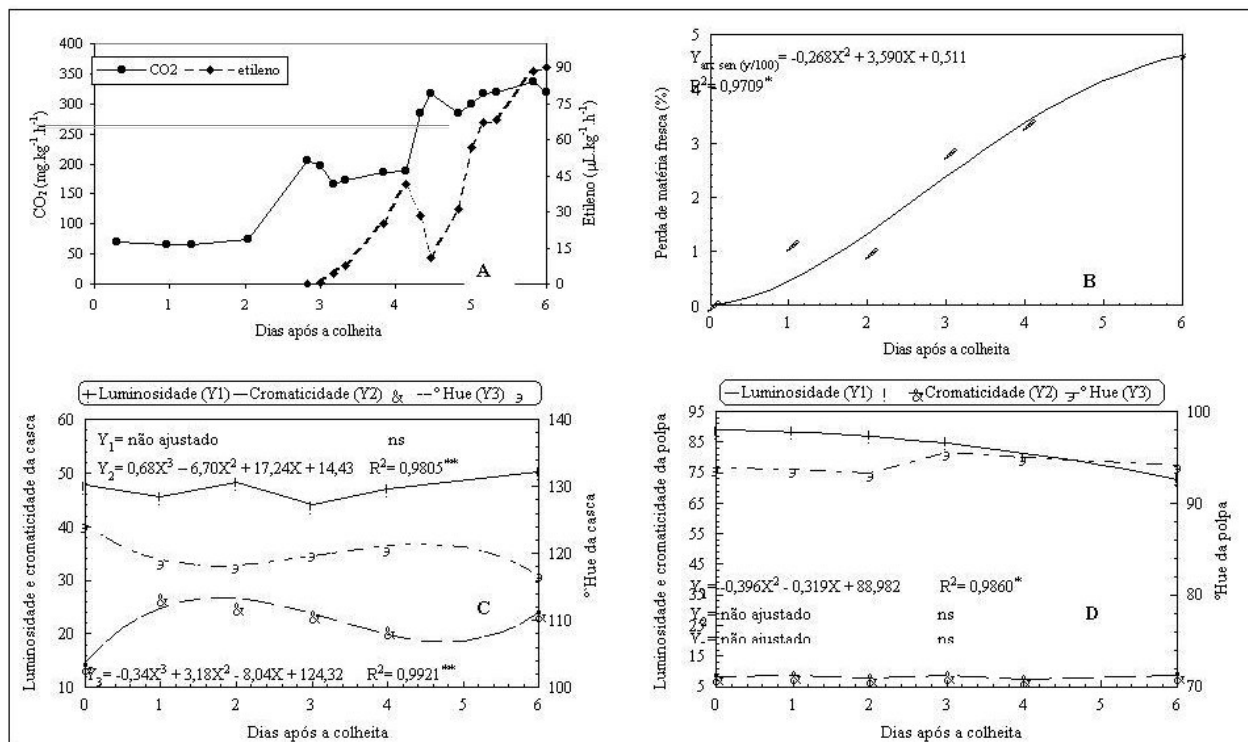 400
350
300
250
200
150
100
50
0
CO₂ (mg.kg⁻¹.h⁻¹)
CO2 etileno
90
75
60
45
30
15
0
Etileno (µL.kg⁻¹.h⁻¹)
A
0 1 2 3 4 5 6
Dias após a colheita
5
4
3
2
1
0
Perda de matéria fresca (%)
Y arc sen (y/100) = -0,268X² + 3,590X + 0,511
R² = 0,9709*
B
0 1 2 3 4 5 6
Dias após a colheita
Luminosidade (Y1) Cromaticidade (Y2) & °Hue (Y3)
60
50
40
30
20
10
Luminosidade e cromaticidade da casca
Y₁ = não ajustado ns
Y₂ = 0,68X³ – 6,70X² + 17,24X + 14,43 R² = 0,9805**
C
Y₃ = -0,34X³ + 3,18X² - 8,04X + 124,32 R² = 0,9921**
140
130
120
110
100
°Hue da casca
0 1 2 3 4 5 6
Dias após a colheita
Luminosidade (Y1) ! & Cromaticidade (Y2) °Hue (Y3)
95
85
75
65
55
45
35
25
15
5
Luminosidade e cromaticidade da polpa
-0,396X² - 0,319X + 88,982 R² = 0,9860*
= não ajustado ns
= não ajustado ns
D
100
90
80
70
°Hue da polpa
0 1 2 3 4 5 6
Dias após a colheita